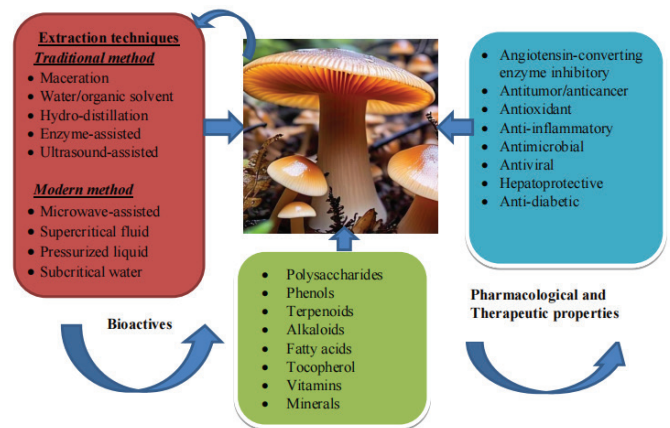 Extraction techniques
Traditional method
• Maceration
• Water/organic solvent
• Hydro-distillation
• Enzyme-assisted
• Ultrasound-assisted
Modern method
• Microwave-assisted
• Supercritical fluid
• Pressurized liquid
• Subcritical water
• Angiotensin-converting
enzyme inhibitory
• Antitumor/anticancer
• Antioxidant
• Anti-inflammatory
• Antimicrobial
• Antiviral
• Hepatoprotective
• Anti-diabetic
Bioactives
• Polysaccharides
• Phenols
• Terpenoids
• Alkaloids
• Fatty acids
• Tocopherol
• Vitamins
• Minerals
Pharmacological and
Therapeutic properties